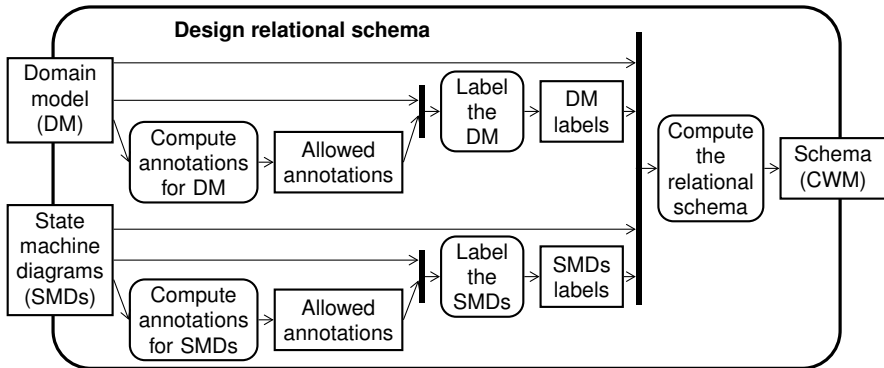 Design relational schema
Domain
model
(DM)
Compute
annotations
for DM
Allowed
annotations
Label
the
DM
DM
labels
Compute
the
relational
schema
Schema
(CWM)
State
machine
diagrams
(SMDs)
Compute
annotations
for SMDs
Allowed
annotations
Label
the
SMDs
SMDs
labels